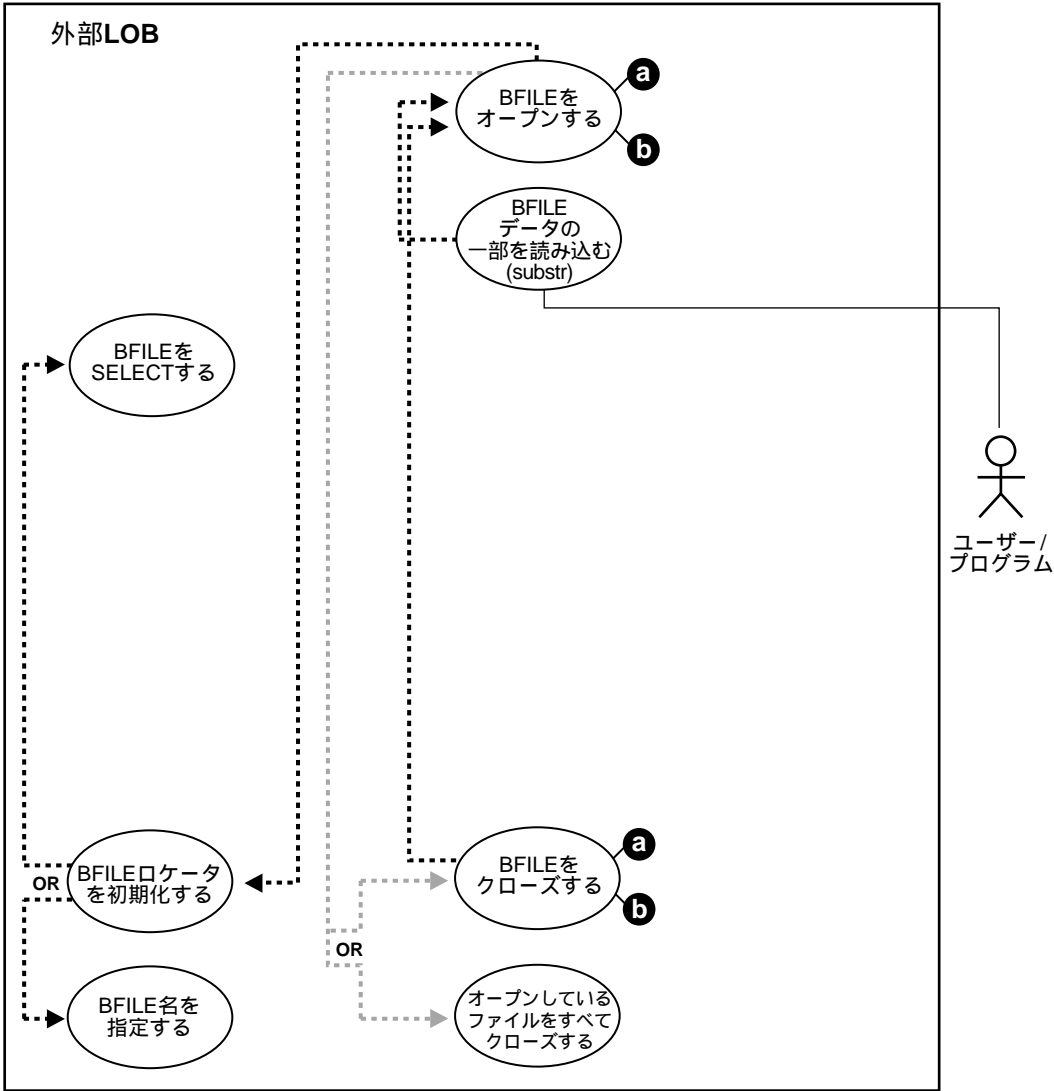 外部LOB
BFILEを
オープンする
a
b
BFILE
データの
一部を読み込む
(substr)
BFILEを
SELECTする
ユーザー/
プログラム
OR
BFILEロケータ
を初期化する
BFILEを
クローズする
a
b
OR
BFILE名を
指定する
オープンしている
ファイルをすべて
クローズする